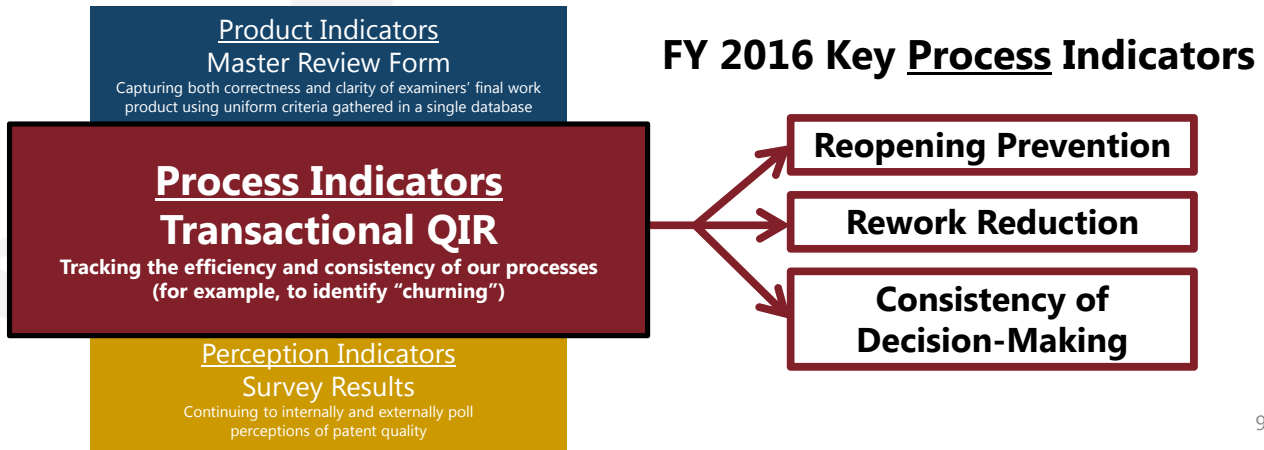 Product Indicators
Master Review Form
Capturing both correctness and clarity of examiners' final work
product using uniform criteria gathered in a single database
Process Indicators
Transactional QIR
Tracking the efficiency and consistency of our processes
(for example, to identify “churning”)
Perception Indicators
Survey Results
Continuing to internally and externally poll
perceptions of patent quality
FY 2016 Key Process Indicators
Reopening Prevention
Rework Reduction
Consistency of
Decision-Making
9